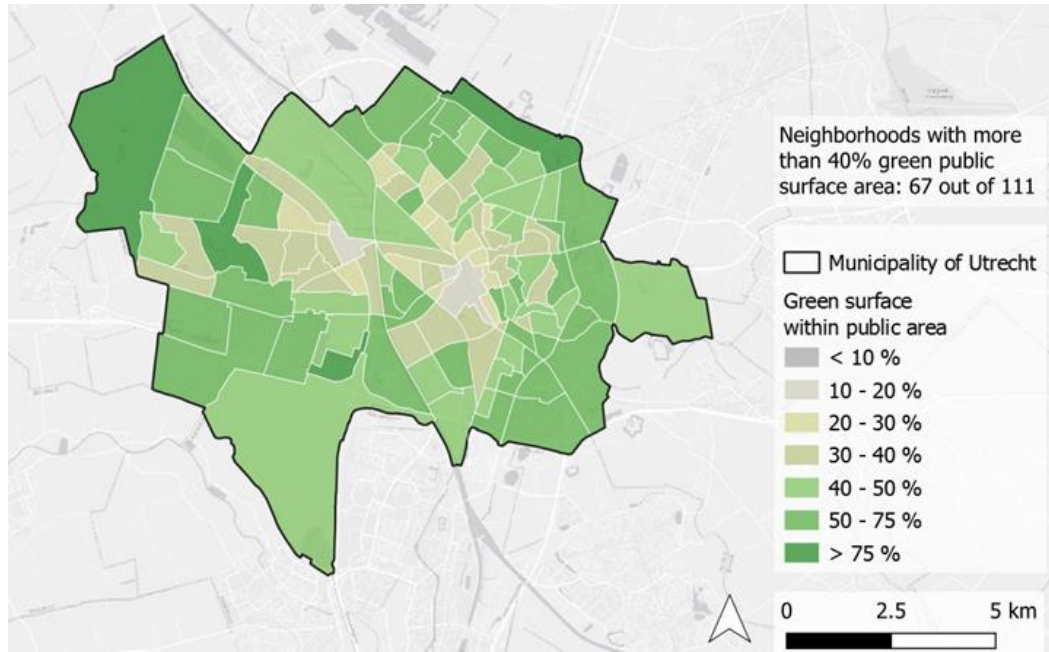 Neighborhoods with more
than 40% green public
surface area: 67 out of 111
Municipality of Utrecht
Green surface
within public area
< 10 %
10 - 20 %
20 - 30 %
30 - 40 %
40 - 50 %
50 - 75 %
> 75 %
0 2.5 5 km